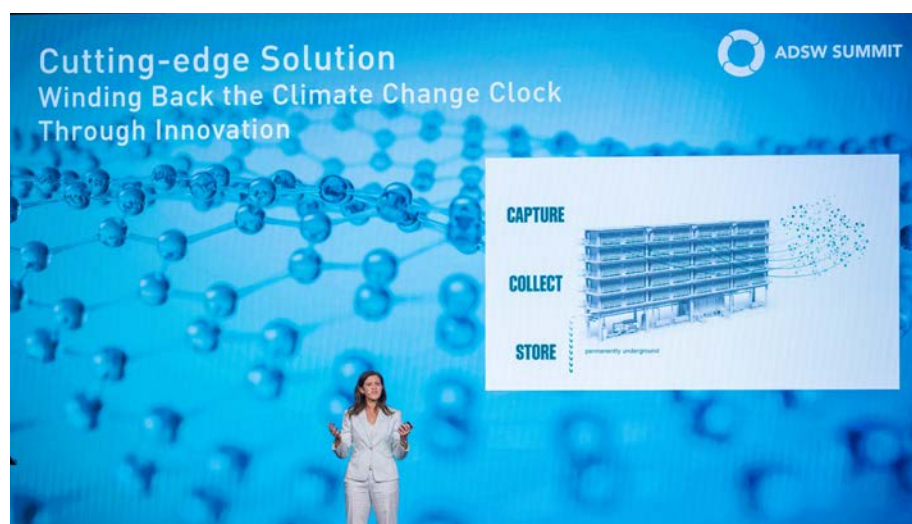 Cutting-edge Solution
Winding Back the Climate Change Clock
Through Innovation
ADSW SUMMIT
CAPTURE
COLLECT
STORE
permanently underground